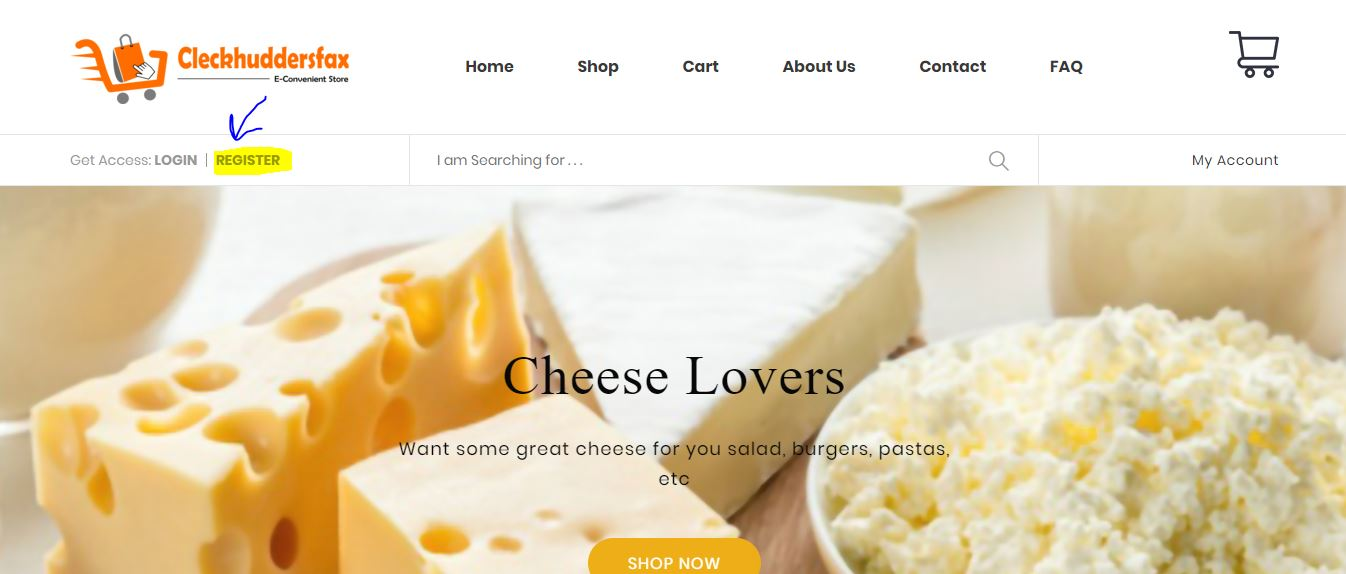 Cleckhuddersfax
E-Convenient Store
Home Shop Cart About Us Contact FAQ
Get Access: LOGIN | REGISTER
I am Searching for . . .
My Account
Cheese Lovers
Want some great cheese for you salad, burgers, pastas,
etc
SHOP NOW